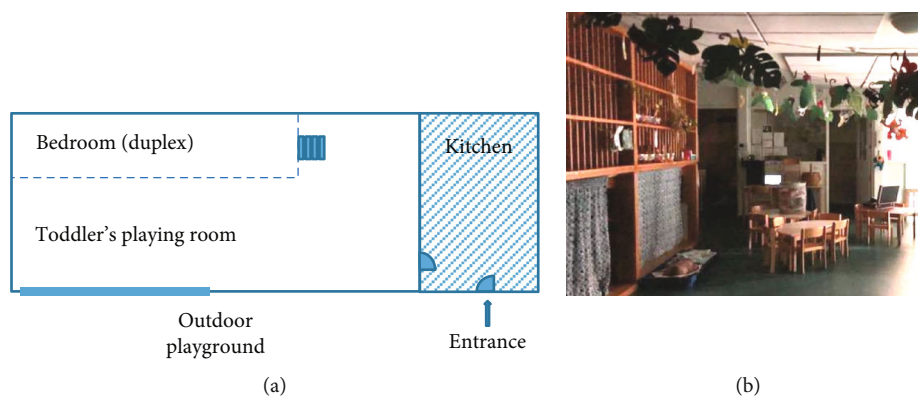 Bedroom (duplex)
Kitchen
Toddler's playing room
Outdoor
playground
Entrance
(a)
(b)